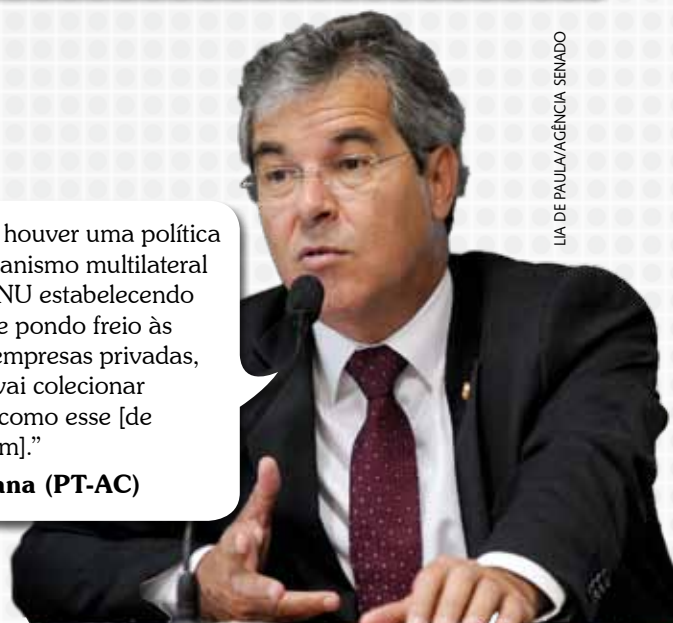 houver uma política
anismo multilateral
NU estabelecendo
e pondo freio às
empresas privadas,
vai colecionar
como esse [de
m].”
ana (PT-AC)
LIA DE PAULA/AGÊNCIA SENADO